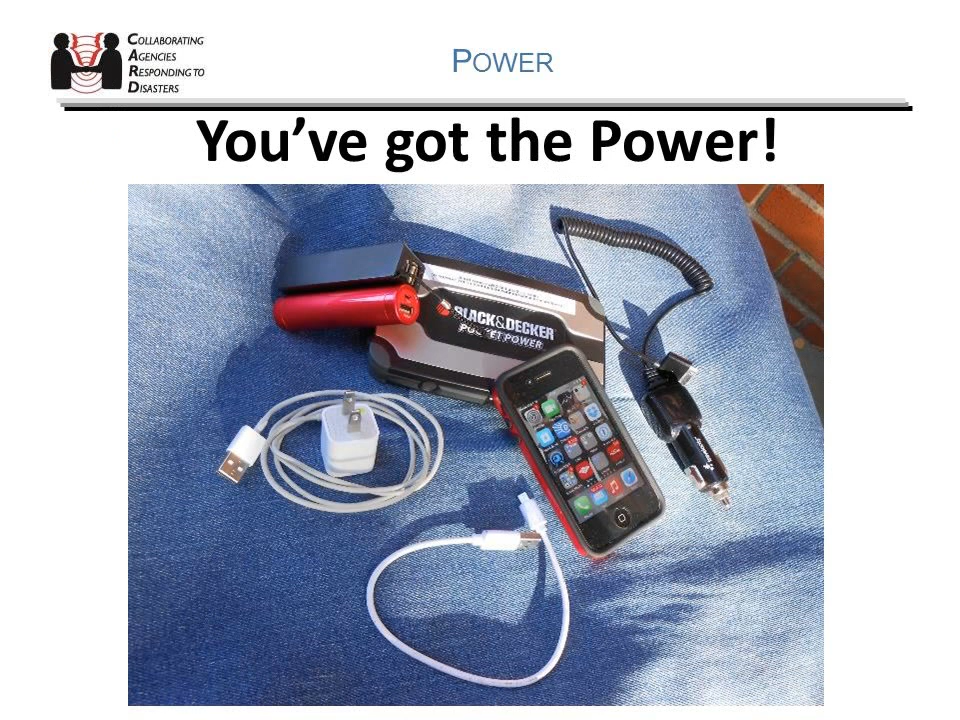 COLLABORATING
AGENCIES
RESPONDING TO
DISASTERS
POWER
You’ve got the Power!
BLACK&DECKER
POCKET POWER